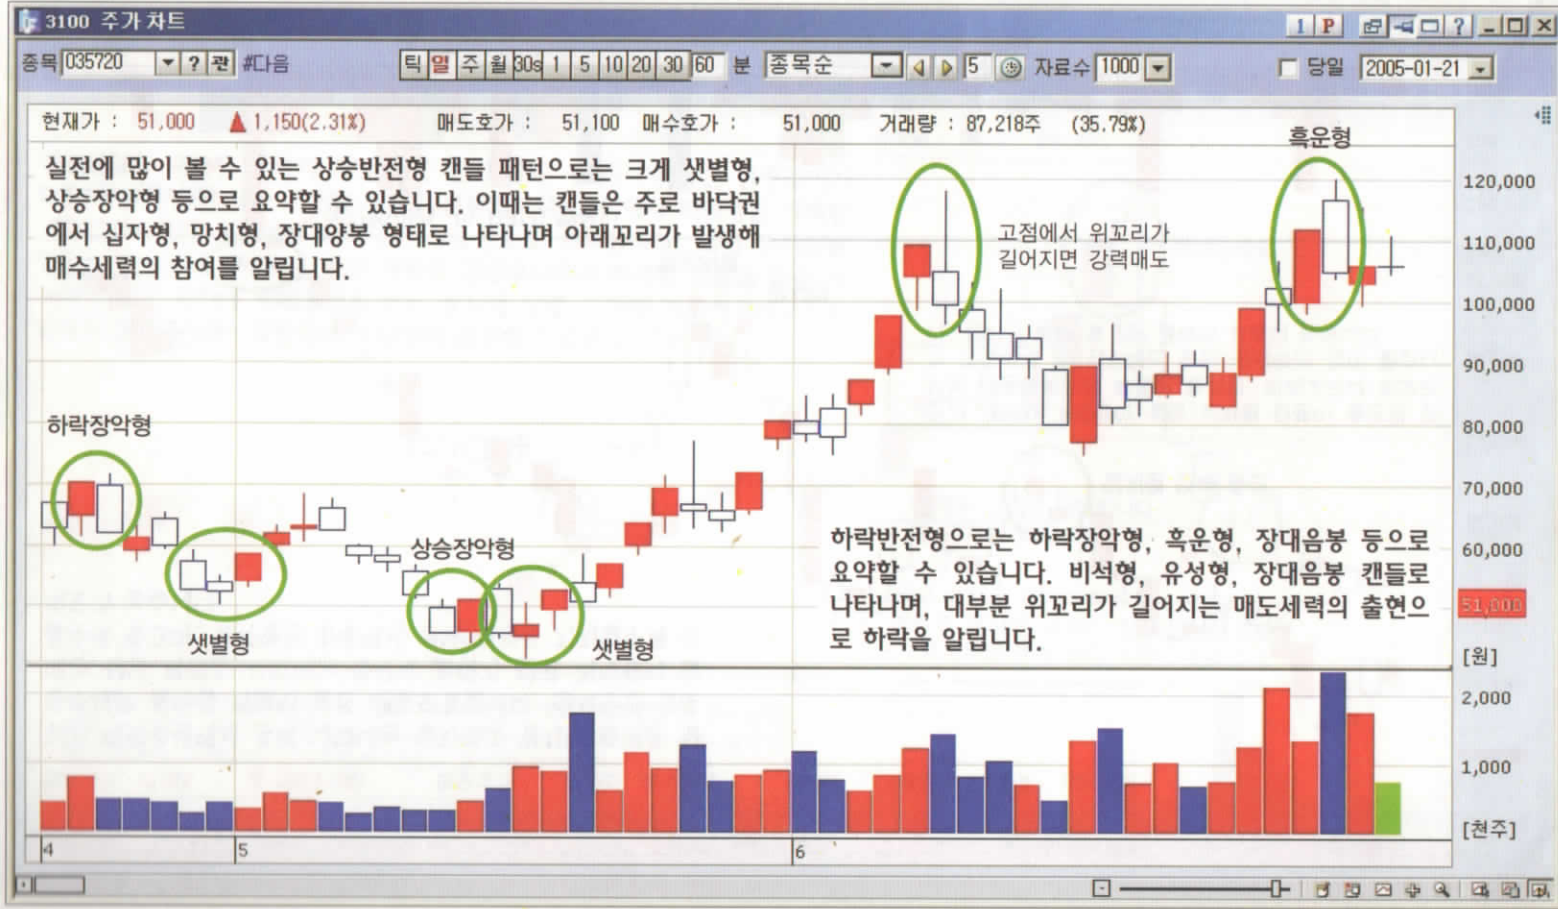 3100 주가 차트
1 P ?
종목 035720 ? 관 #다음 틱 일 주 월 30s 1 5 10 20 30 60 분 종목순 5 자료수 1000 당일 2005-01-21
현재가 : 51,000 ▲ 1,150(2.31%) 매도호가 : 51,100 매수호가 : 51,000 거래량 : 87,218주 (35.79%)
실전에 많이 볼 수 있는 상승반전형 캔들 패턴으로는 크게 샛별형,
상승장악형 등으로 요약할 수 있습니다. 이때는 캔들은 주로 바닥권
에서 십자형, 망치형, 장대양봉 형태로 나타나며 아래꼬리가 발생해
매수세력의 참여를 알립니다.
흑운형
고점에서 위꼬리가
길어지면 강력매도
하락장악형
샛별형
상승장악형
샛별형
하락반전형으로는 하락장악형, 흑운형, 장대음봉 등으로
요약할 수 있습니다. 비석형, 유성형, 장대음봉 캔들로
나타나며, 대부분 위꼬리가 길어지는 매도세력의 출현으
로 하락을 알립니다.
120,000
110,000
100,000
90,000
80,000
70,000
60,000
51,000
[원]
2,000
1,000
[천주]
4 5 6